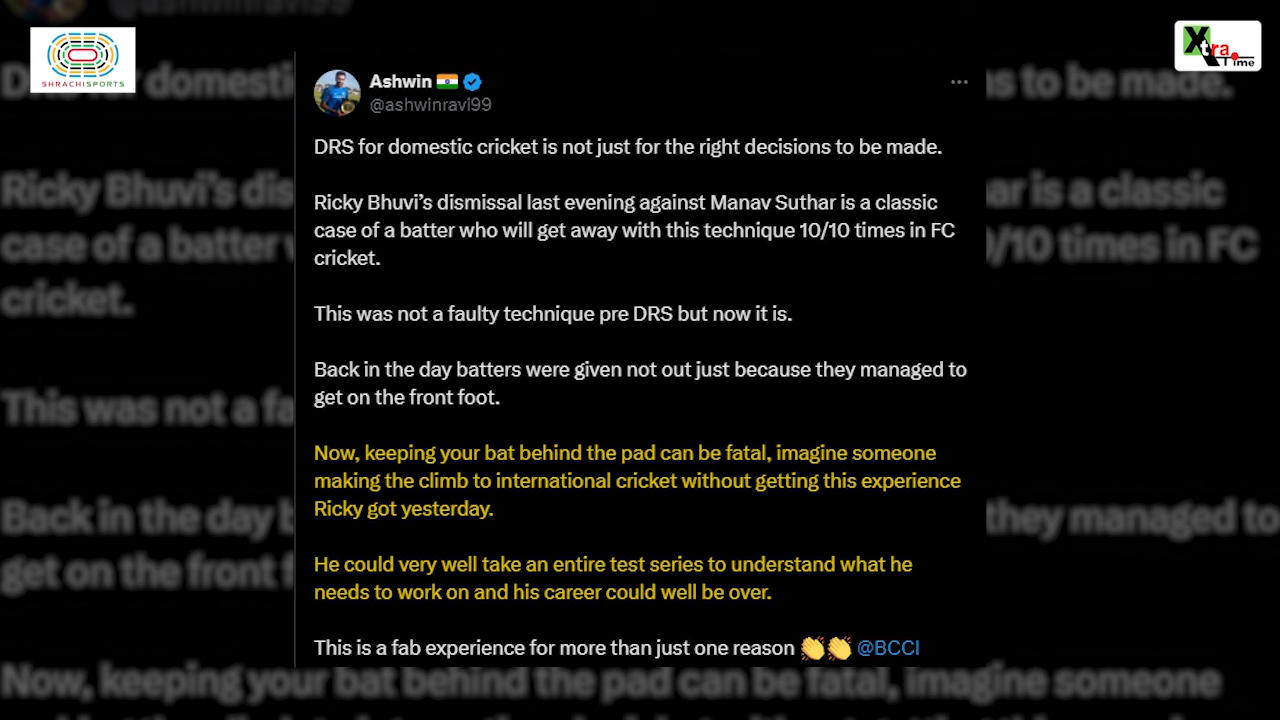 SHRACHISPORTS
Xtra Time
Ashwin
@ashwinravi99
DRS for domestic cricket is not just for the right decisions to be made.
Ricky Bhuvi’s dismissal last evening against Manav Suthar is a classic
case of a batter who will get away with this technique 10/10 times in FC
cricket.
This was not a faulty technique pre DRS but now it is.
Back in the day batters were given not out just because they managed to
get on the front foot.
Now, keeping your bat behind the pad can be fatal, imagine someone
making the climb to international cricket without getting this experience
Ricky got yesterday.
He could very well take an entire test series to understand what he
needs to work on and his career could well be over.
This is a fab experience for more than just one reason 👏👏 @BCCI